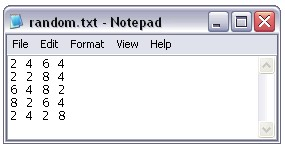 random.txt - Notepad
File Edit Format View Help
2 4 6 4
2 2 8 4
6 4 8 2
8 2 6 4
2 4 2 8